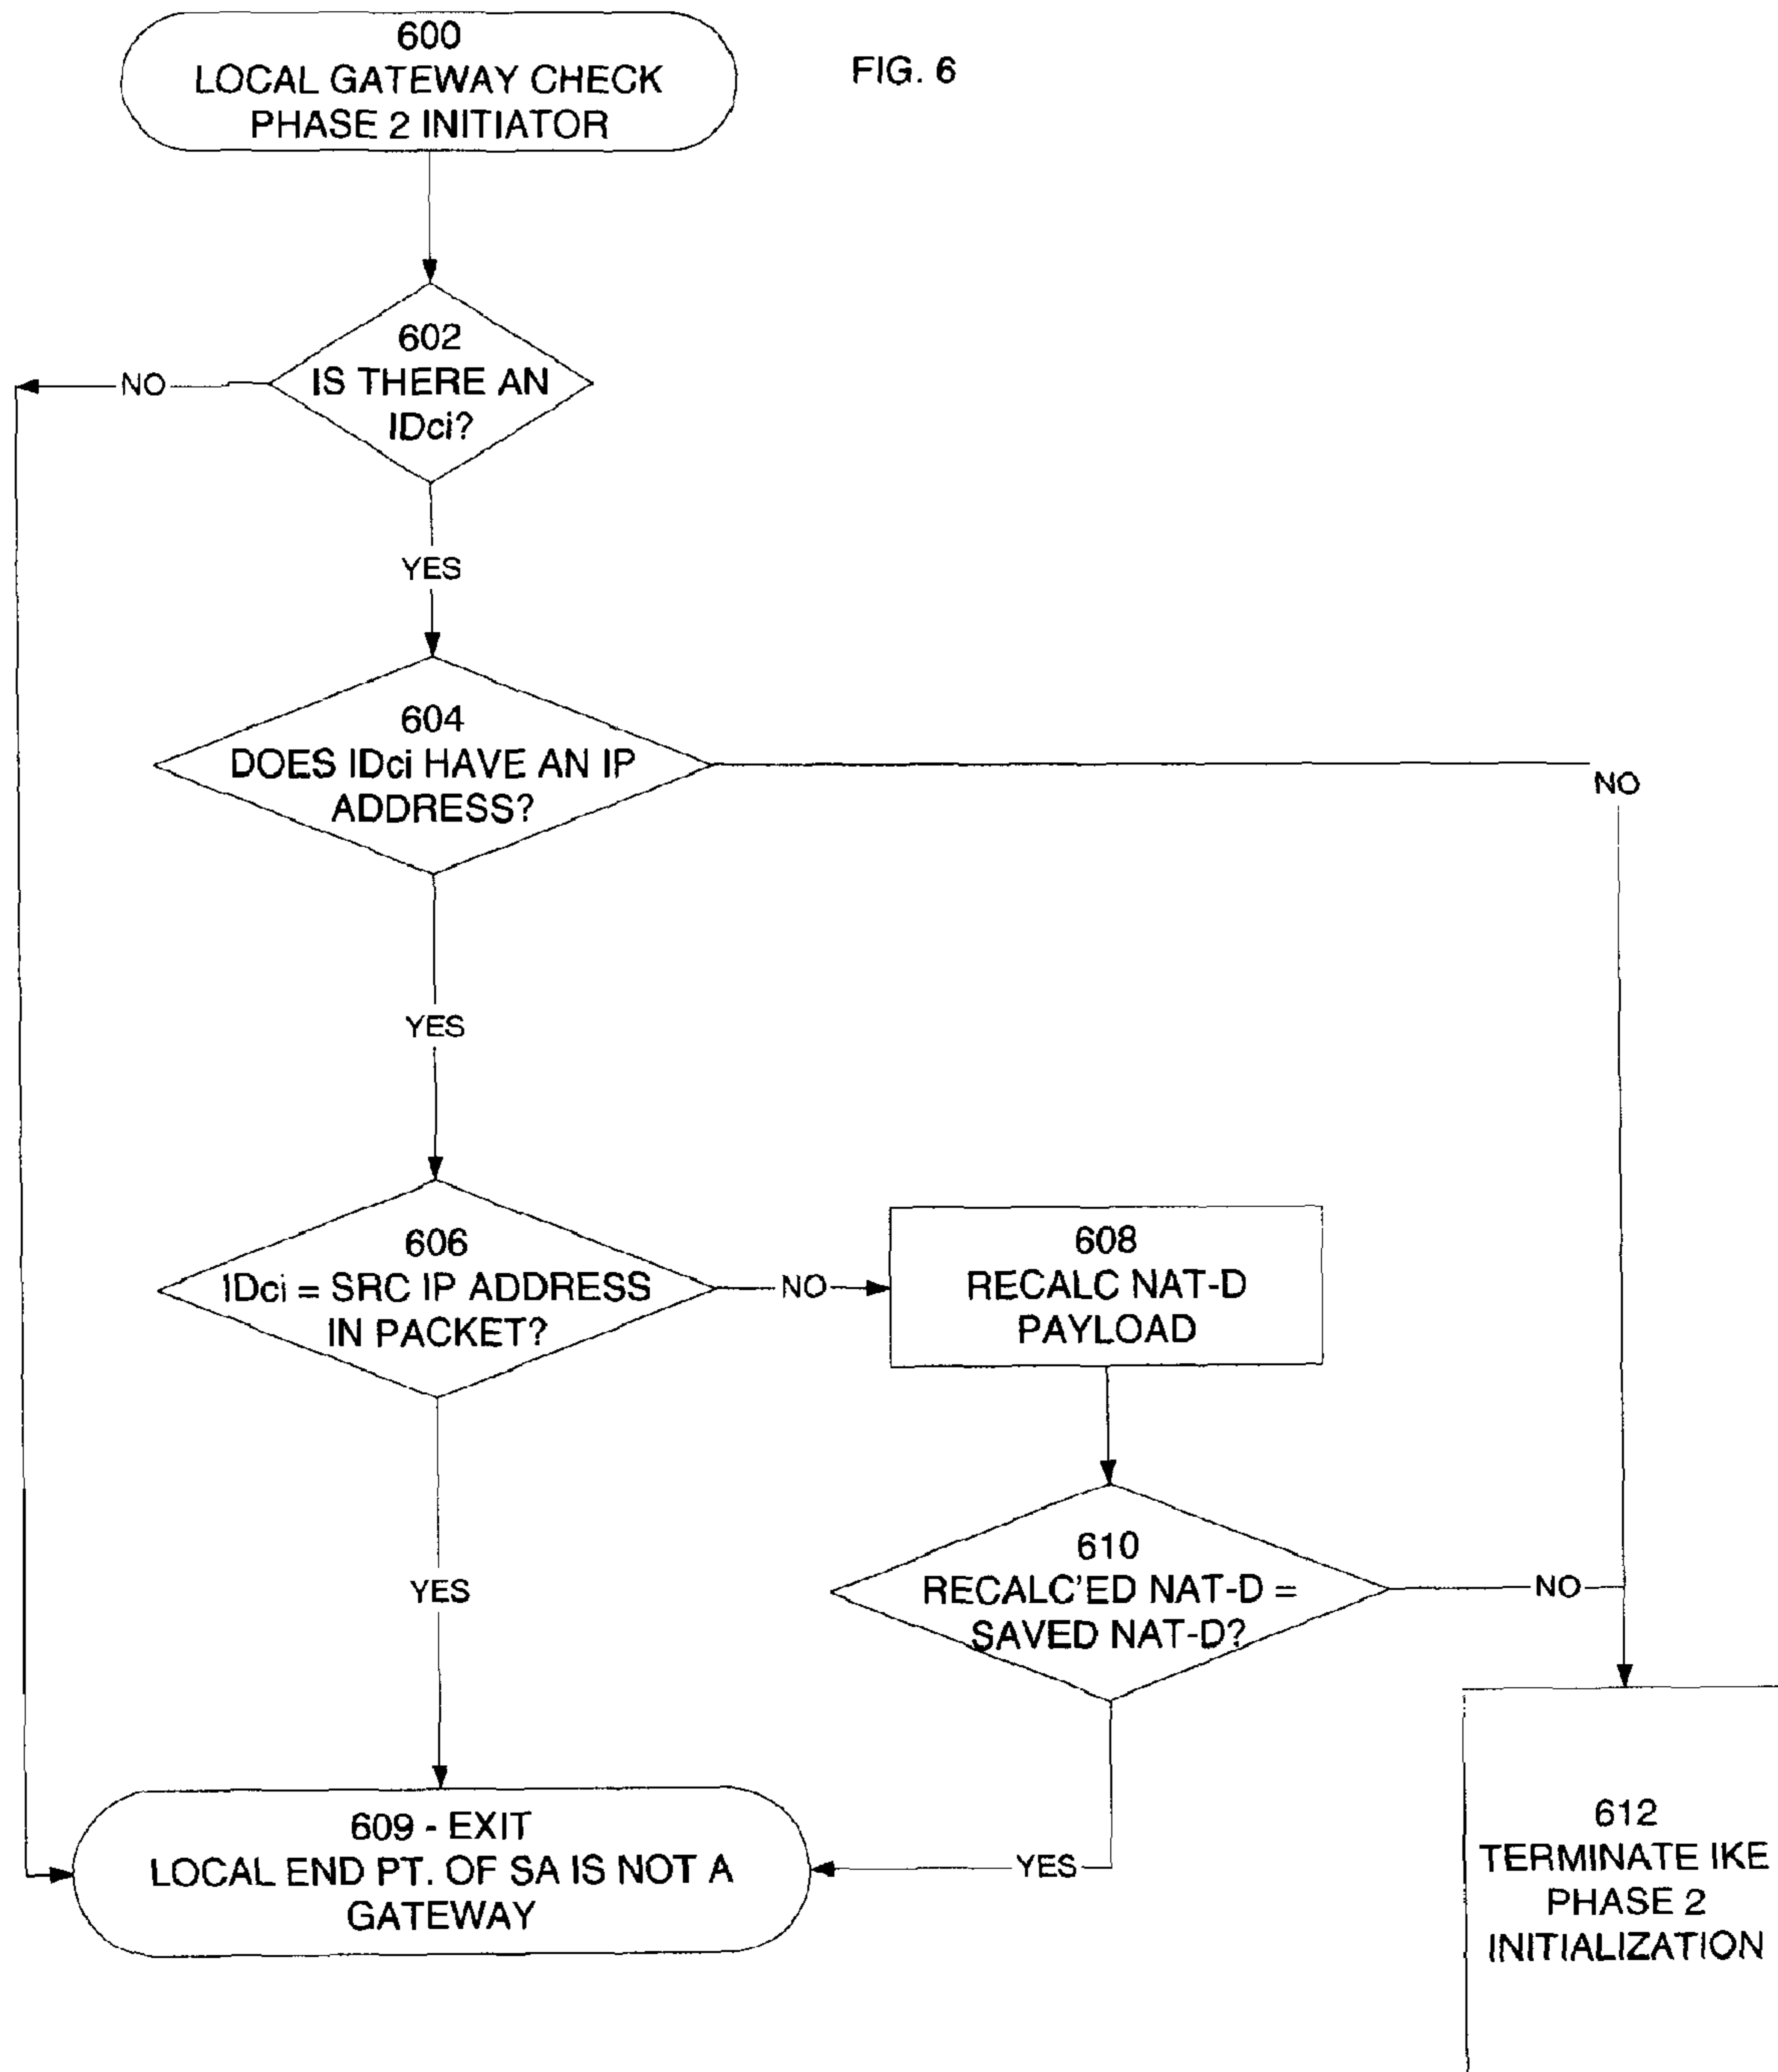 600
LOCAL GATEWAY CHECK
PHASE 2 INITIATOR
FIG. 6
602
IS THERE AN
IDci?
NO
YES
604
DOES IDci HAVE AN IP
ADDRESS?
NO
YES
606
IDci = SRC IP ADDRESS
IN PACKET?
NO
608
RECALC NAT-D
PAYLOAD
YES
610
RECALC'ED NAT-D =
SAVED NAT-D?
NO
YES
609 - EXIT
LOCAL END PT. OF SA IS NOT A
GATEWAY
612
TERMINATE IKE
PHASE 2
INITIALIZATION